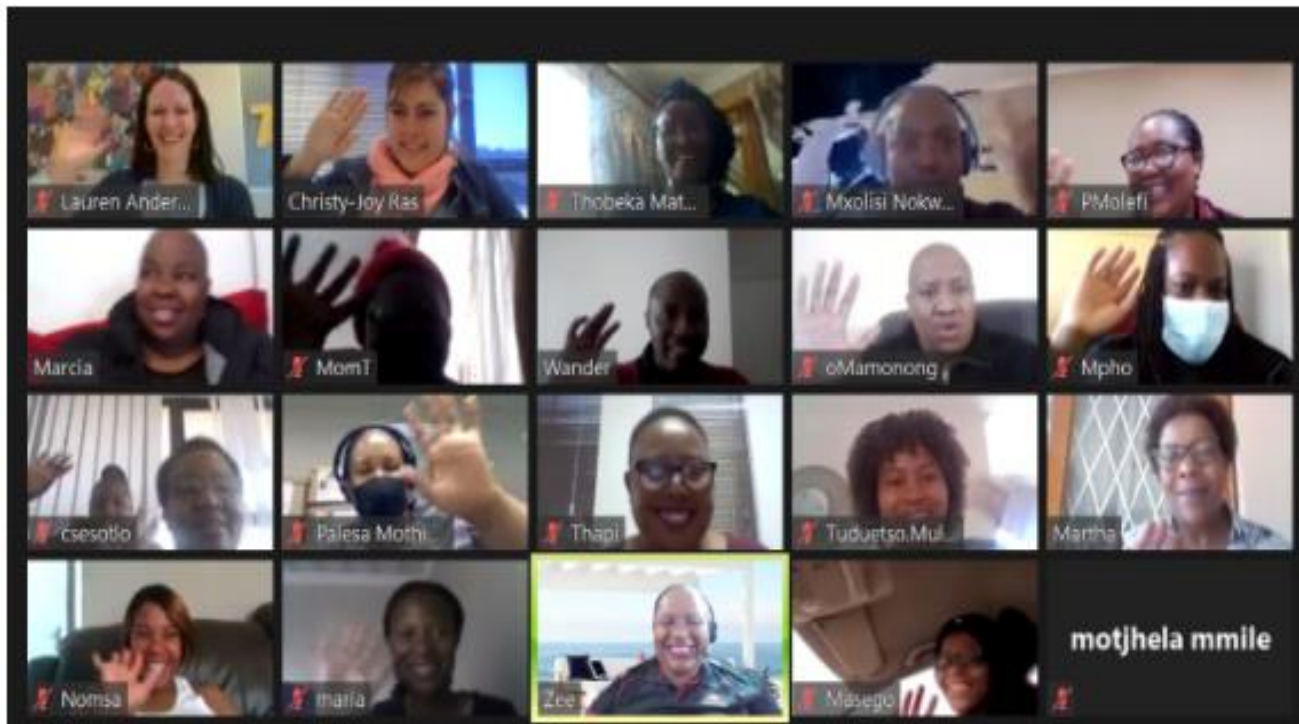 Lauren Ander...
Christy-Joy Ras
Thobeka Mat...
Mxolisi Nokw...
PMolefi
Marcia
MomT
Wander
oMamonong
Mpho
csesotlo
Palesa Mothi...
Thapi
Tuduetso.Mul...
Martha
Nomsa
maria
Zee
Masego
motjhela mmile